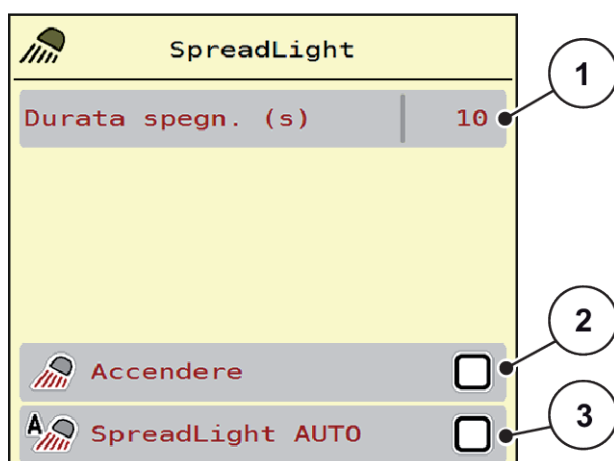 SpreadLight
1
Durata spegn. (s) 10
2
Accendere
3
A SpreadLight AUTO